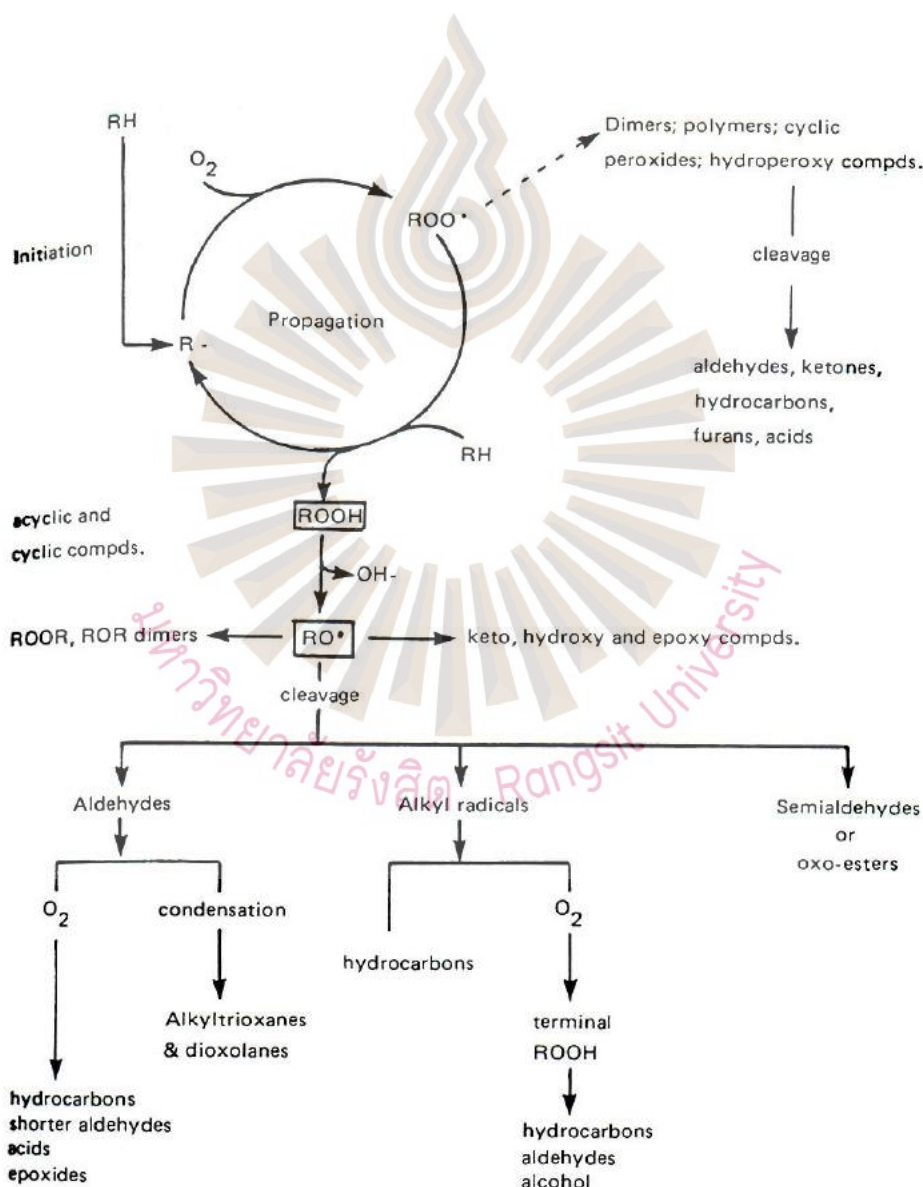 RH
O2
Initiation
Propagation
R -
ROO•
RH
Dimers; polymers; cyclic
peroxides; hydroperoxy compds.
cleavage
aldehydes, ketones,
hydrocarbons,
furans, acids
acyclic and
cyclic compds.
ROOH
OH-
ROOR, ROR dimers
RO•
keto, hydroxy and epoxy compds.
cleavage
มหาวิทยาลัยรังสิต Rangsit University
Aldehydes
Alkyl radicals
Semialdehydes
or
oxo-esters
O2
condensation
hydrocarbons
O2
Alkyltrioxanes
& dioxolanes
terminal
ROOH
hydrocarbons
shorter aldehydes
acids
epoxides
hydrocarbons
aldehydes
alcohol